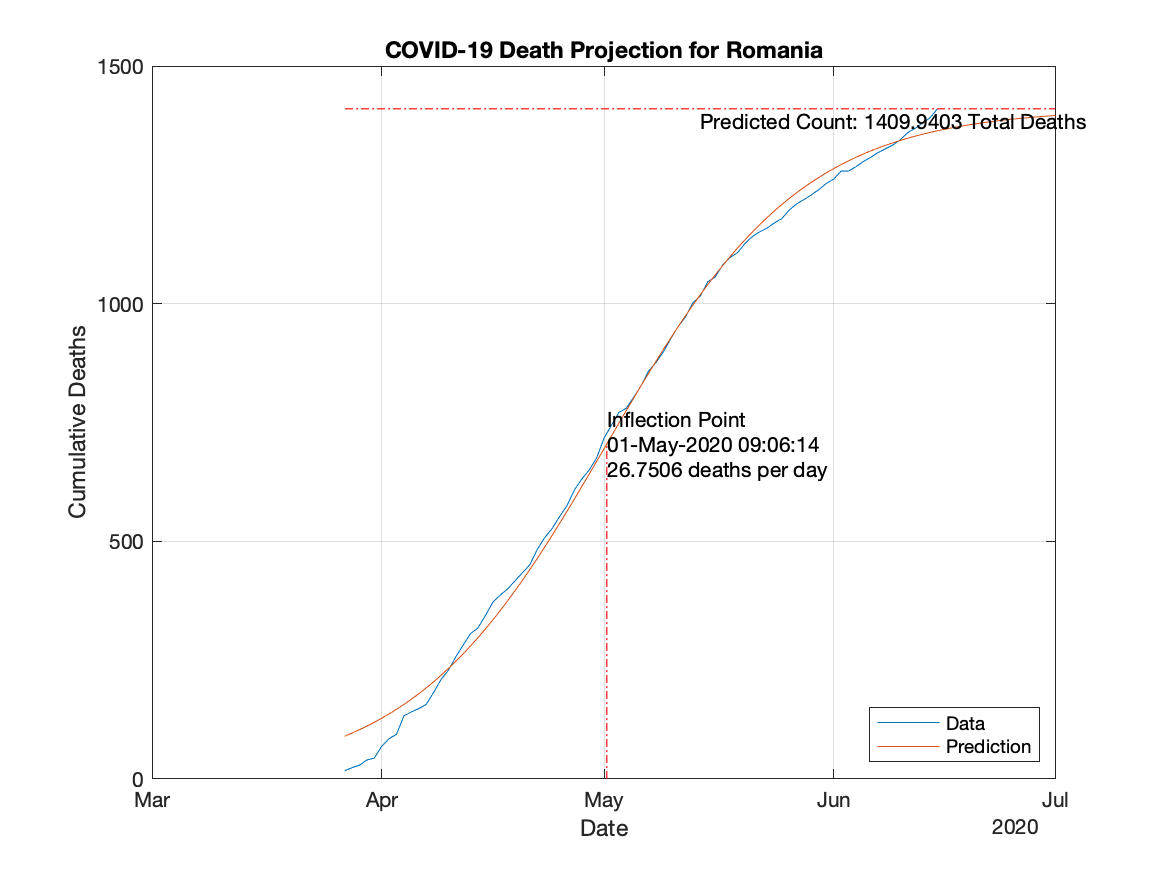 COVID-19 Death Projection for Romania
1500
Predicted Count: 1409.9403 Total Deaths
1000
Cumulative Deaths
Inflection Point
01-May-2020 09:06:14
26.7506 deaths per day
500
Data
Prediction
0
Mar Apr May Jun Jul
Date
2020